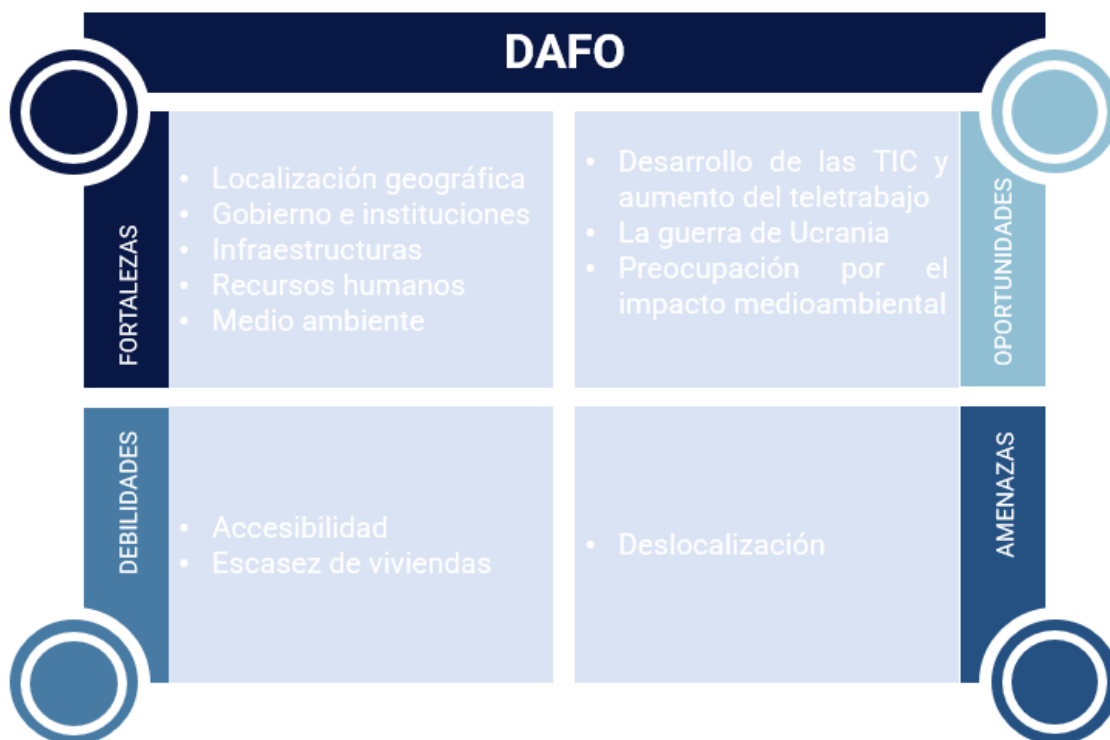 DAFO
FORTALEZAS
• Localización geográfica
• Gobierno e instituciones
• Infraestructuras
• Recursos humanos
• Medio ambiente
• Desarrollo de las TIC y
aumento del teletrabajo
• La guerra de Ucrania
• Preocupación por el
impacto medioambiental
OPORTUNIDADES
DEBILIDADES
• Accesibilidad
• Escasez de viviendas
• Deslocalización
AMENAZAS